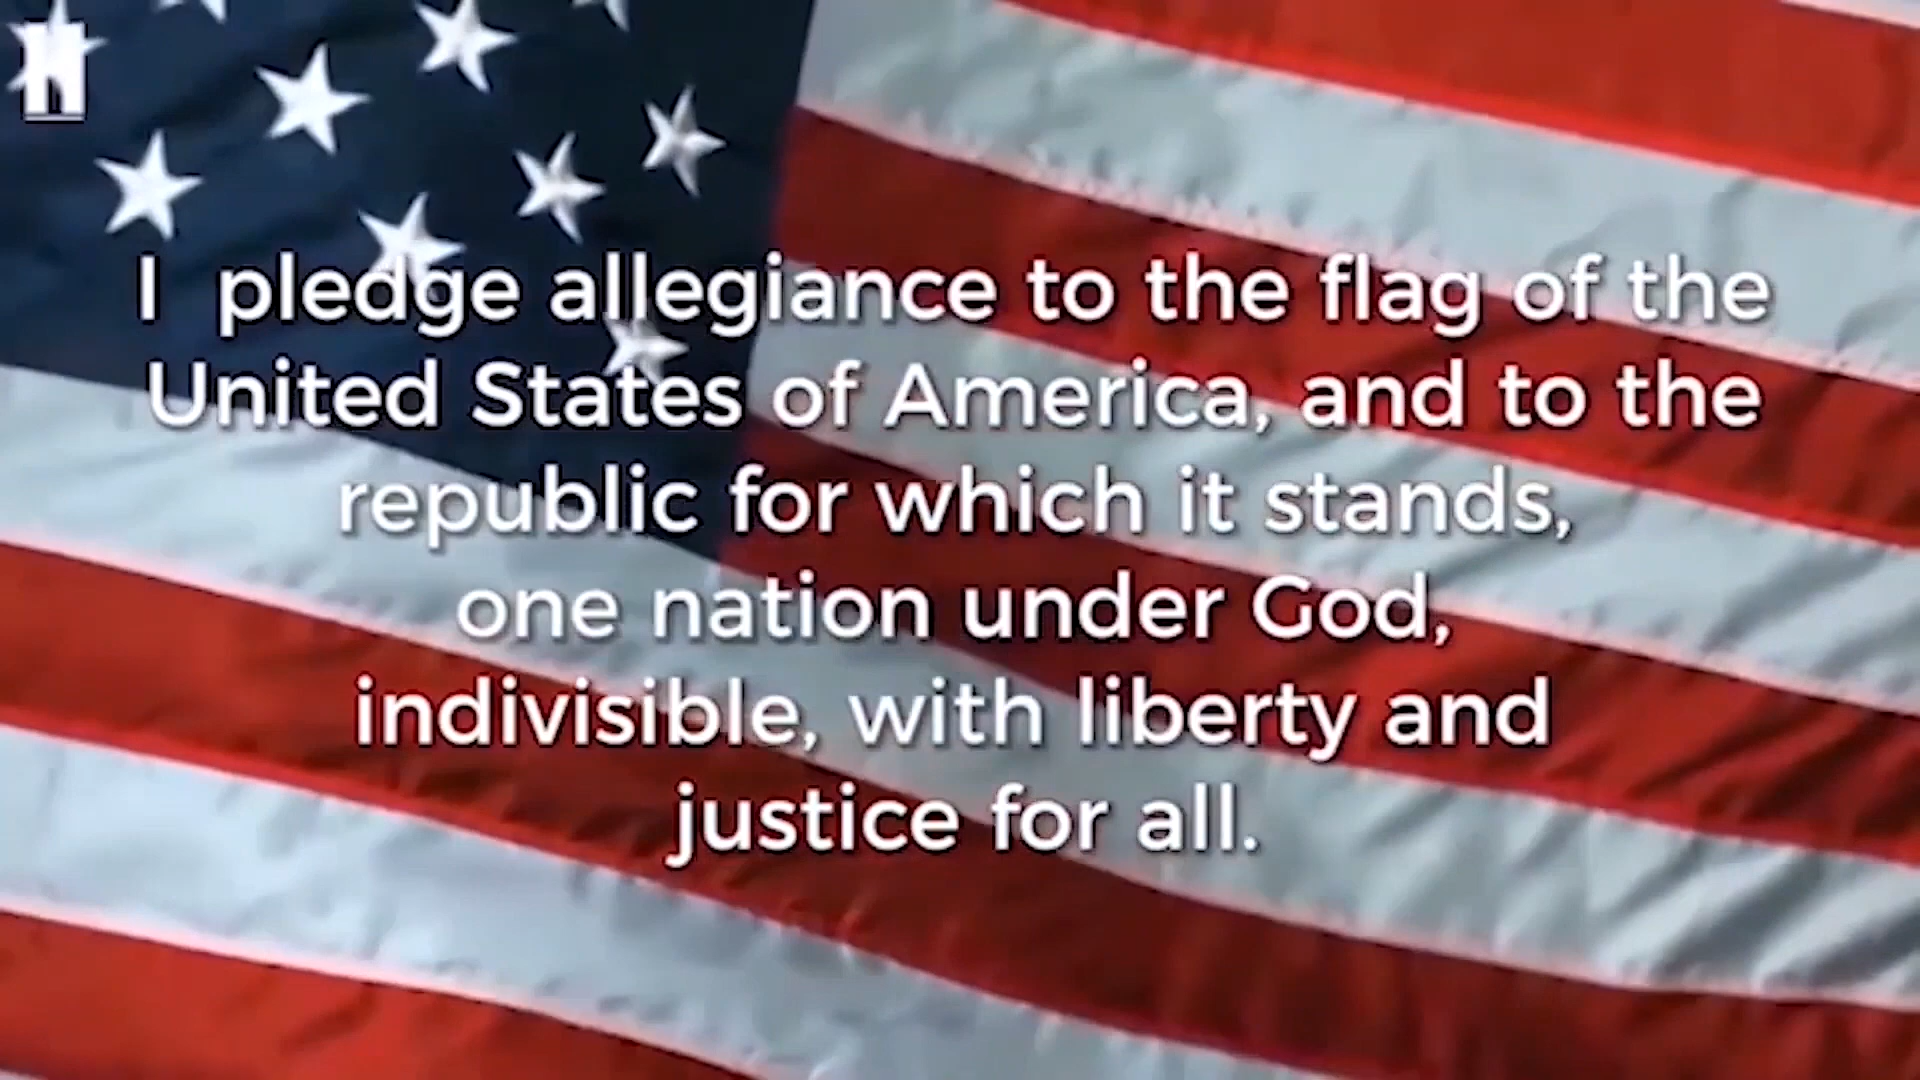 I pledge allegiance to the flag of the
United States of America, and to the
republic for which it stands,
one nation under God,
indivisible, with liberty and
justice for all.